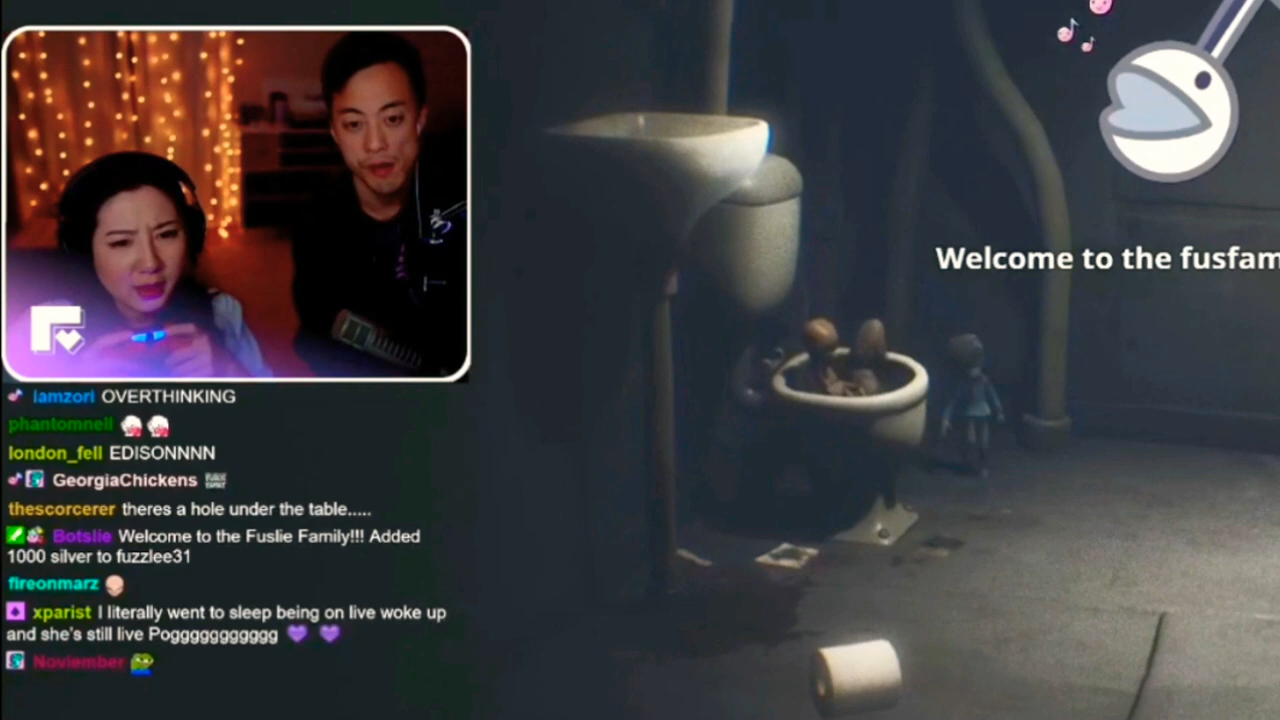 Welcome to the fusfam
Iamzori OVERTHINKING
phantomnell
london_fell EDISONNNN
GeorgiaChickens
thescorcerer theres a hole under the table.....
Botslie Welcome to the Fuslie Family!!! Added
1000 silver to fuzzlee31
fireonmarz
xparist I literally went to sleep being on live woke up
and she's still live Poggggggggggg
Noviember